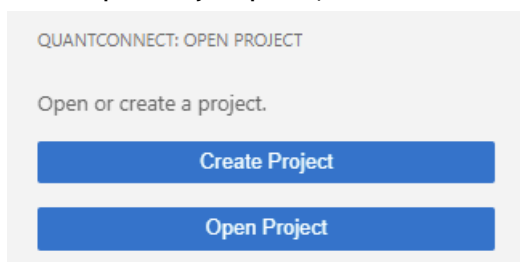 QUANTCONNECT: OPEN PROJECT
Open or create a project.
Create Project
Open Project